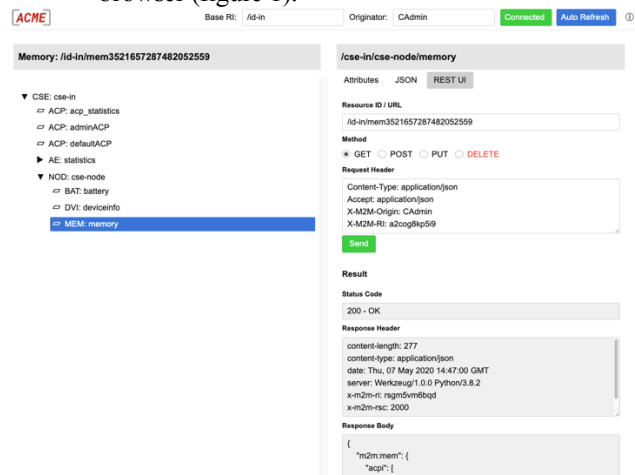 browser (figure 1).
[ACME]
Base RI: /id-in
Originator: CAdmin
Connected
Auto Refresh
Memory: /id-in/mem3521657287482052559
CSE: cse-in
ACP: acp_statistics
ACP: adminACP
ACP: defaultACP
AE: statistics
NOD: cse-node
BAT: battery
DVI: deviceinfo
MEM: memory
/cse-in/cse-node/memory
Attributes JSON REST UI
Resource ID / URL
/id-in/mem3521657287482052559
Method
GET POST PUT DELETE
Request Header
Content-Type: application/json
Accept: application/json
X-M2M-Origin: CAdmin
X-M2M-RI: a2cog8kp5i9
Send
Result
Status Code
200 - OK
Response Header
content-length: 277
content-type: application/json
date: Thu, 07 May 2020 14:47:00 GMT
server: Werkzeug/1.0.0 Python/3.8.2
x-m2m-ri: rsgm5vm6bqd
x-m2m-rsc: 2000
Response Body
{
"m2m:mem": {
"acpi": [